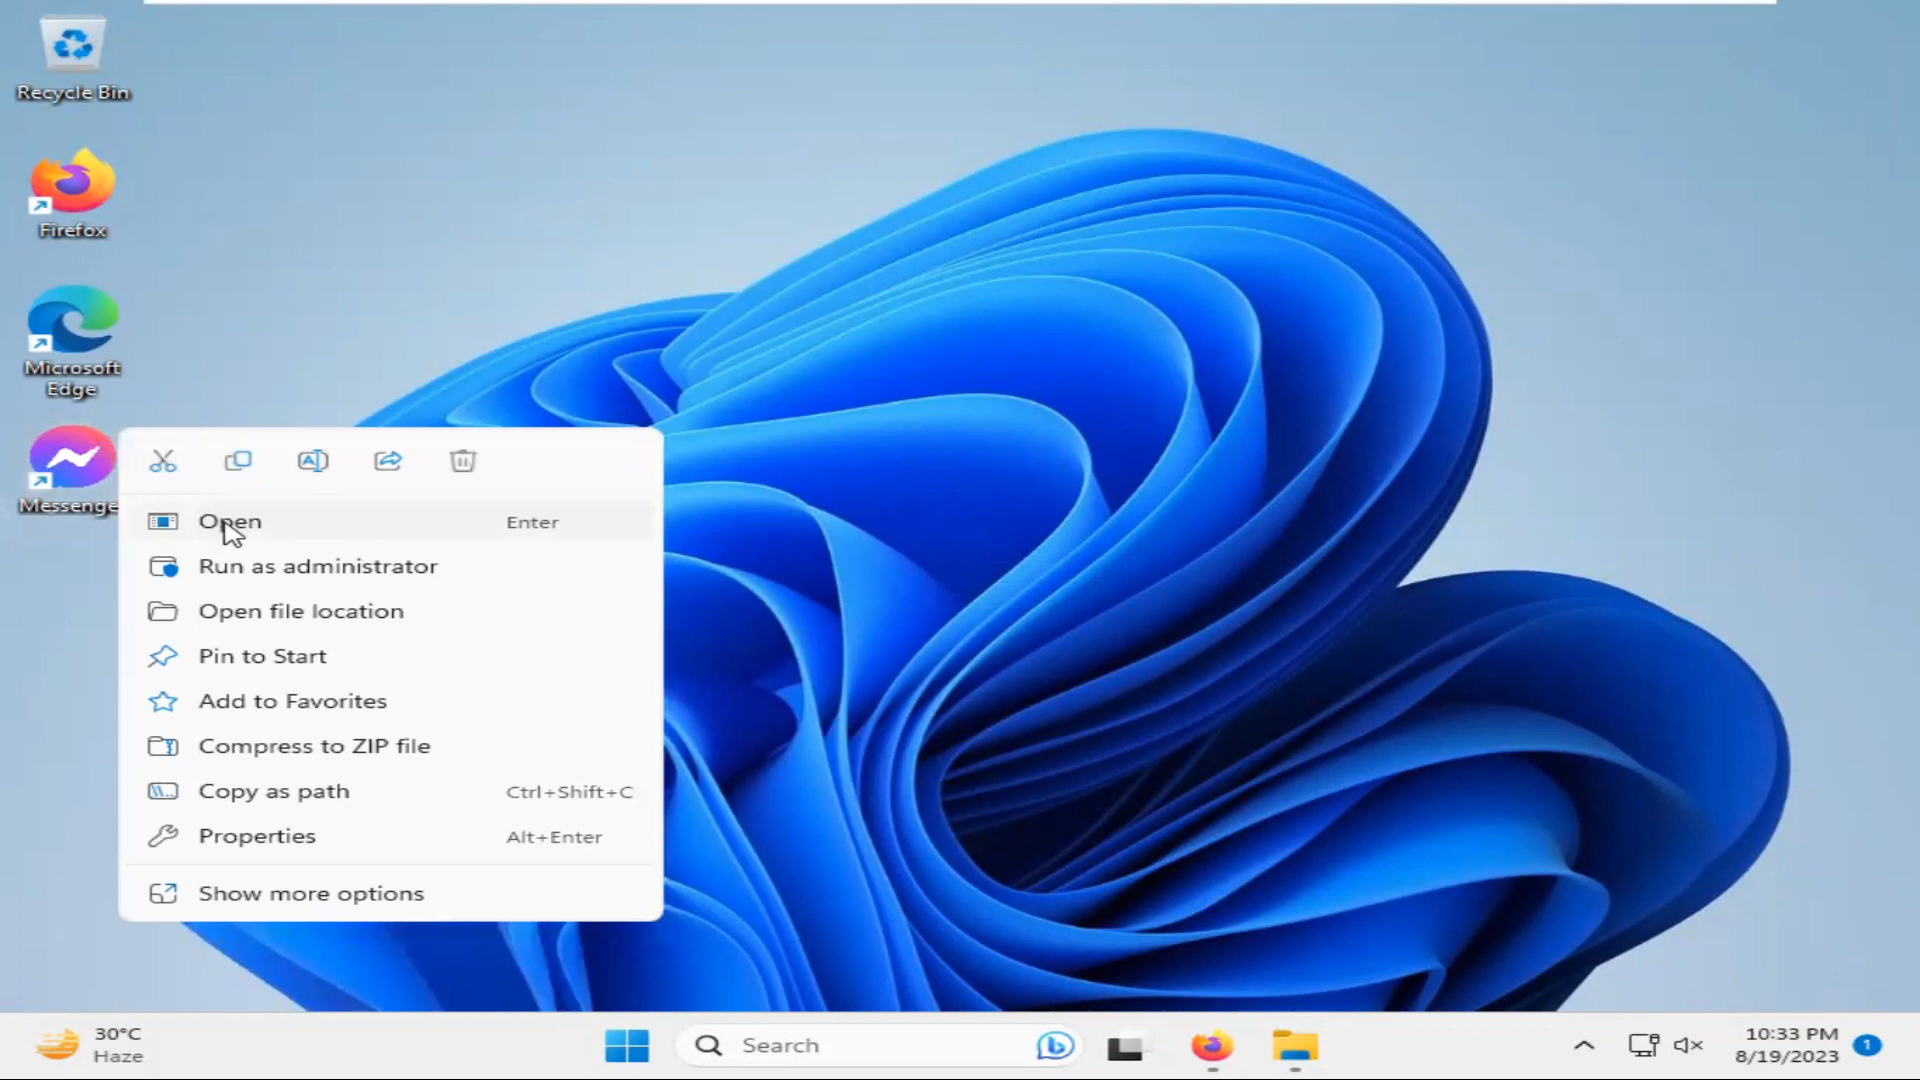 Recycle Bin
Firefox
Microsoft
Edge
Messenge
Open Enter
Run as administrator
Open file location
Pin to Start
Add to Favorites
Compress to ZIP file
Copy as path Ctrl+Shift+C
Properties Alt+Enter
Show more options
30°C
Haze
Search
10:33 PM
8/19/2023
1